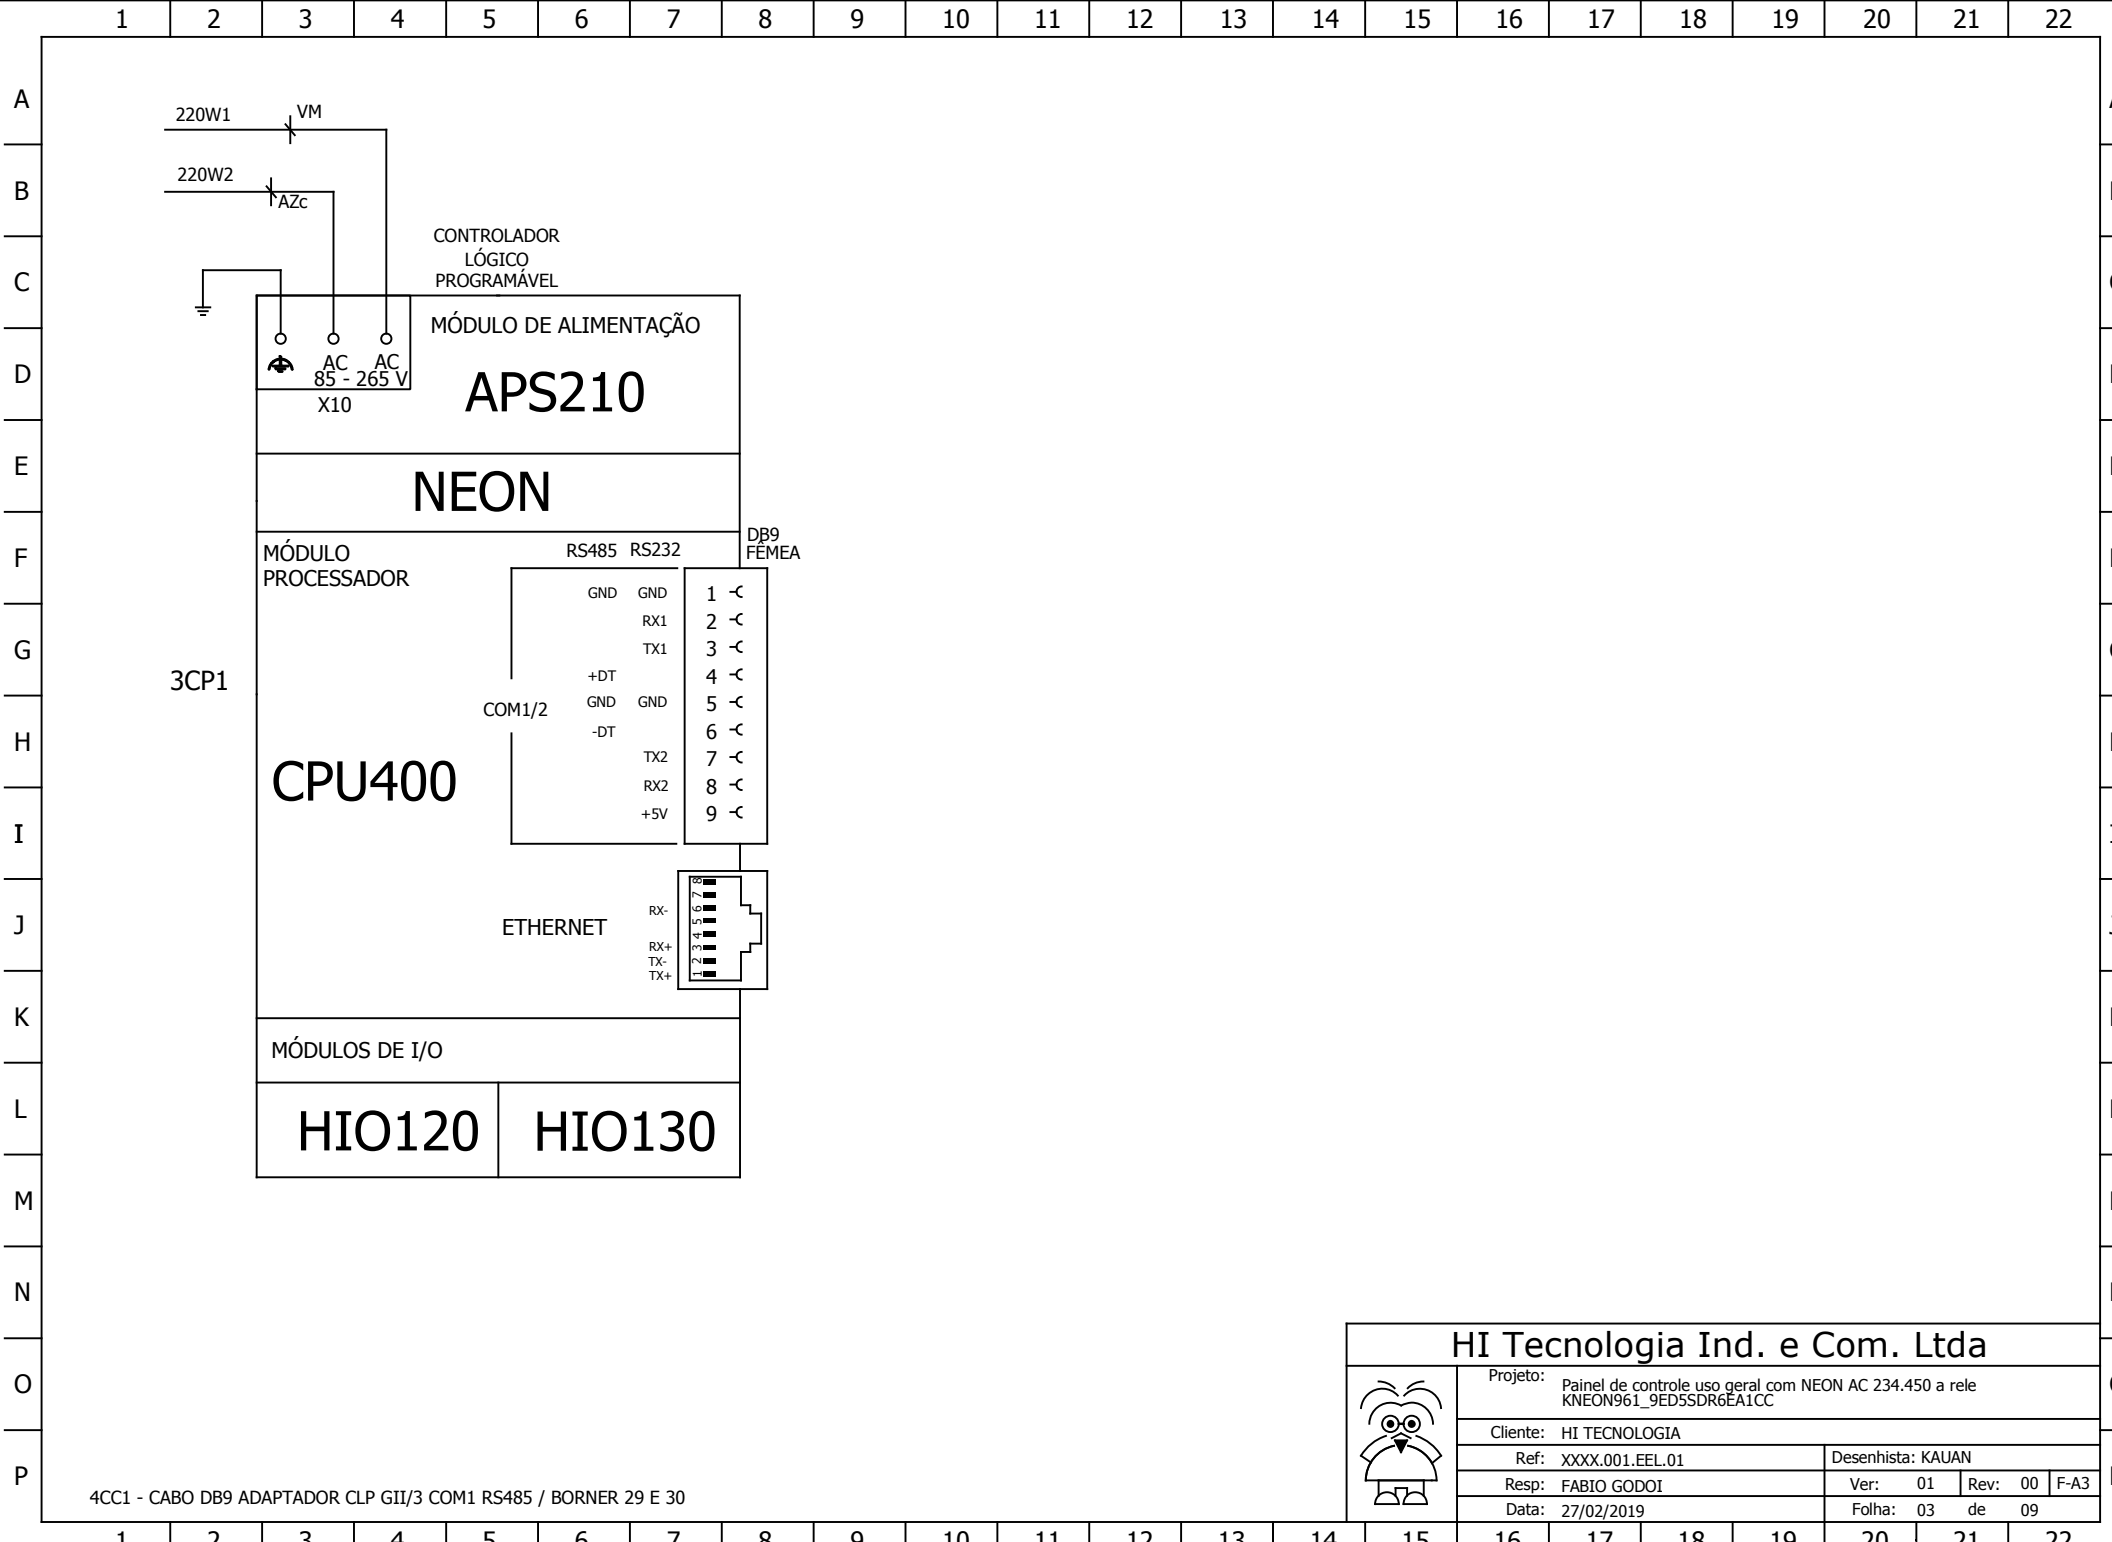 1 2 3 4 5 6 7 8 9 10 11 12 13 14 15 16 17 18 19 20 21 22
A
B
C
D
E
F
G
H
I
J
K
L
M
N
O
P
220W1
VM
220W2
AZc
CONTROLADOR
LÓGICO
PROGRAMÁVEL
MÓDULO DE ALIMENTAÇÃO
APS210
AC AC
85 - 265 V
X10
NEON
MÓDULO
PROCESSADOR
RS485 RS232
DB9
FÊMEA
GND GND 1
RX1 2
TX1 3
+DT 4
GND GND 5
-DT 6
TX2 7
RX2 8
+5V 9
COM1/2
3CP1
CPU400
ETHERNET
RX-
RX+
TX-
TX+
1 2 3 4 5 6 7 8
MÓDULOS DE I/O
HIO120 HIO130
4CC1 - CABO DB9 ADAPTADOR CLP GII/3 COM1 RS485 / BORNER 29 E 30
HI Tecnologia Ind. e Com. Ltda
Projeto: Painel de controle uso geral com NEON AC 234.450 a rele
KNEON961_9ED5SDR6EA1CC
Cliente: HI TECNOLOGIA
Ref: XXXX.001.EEL.01 Desenhista: KAUAN
Resp: FABIO GODOI Ver: 01 Rev: 00 F-A3
Data: 27/02/2019 Folha: 03 de 09
1 2 3 4 5 6 7 8 9 10 11 12 13 14 15 16 17 18 19 20 21 22